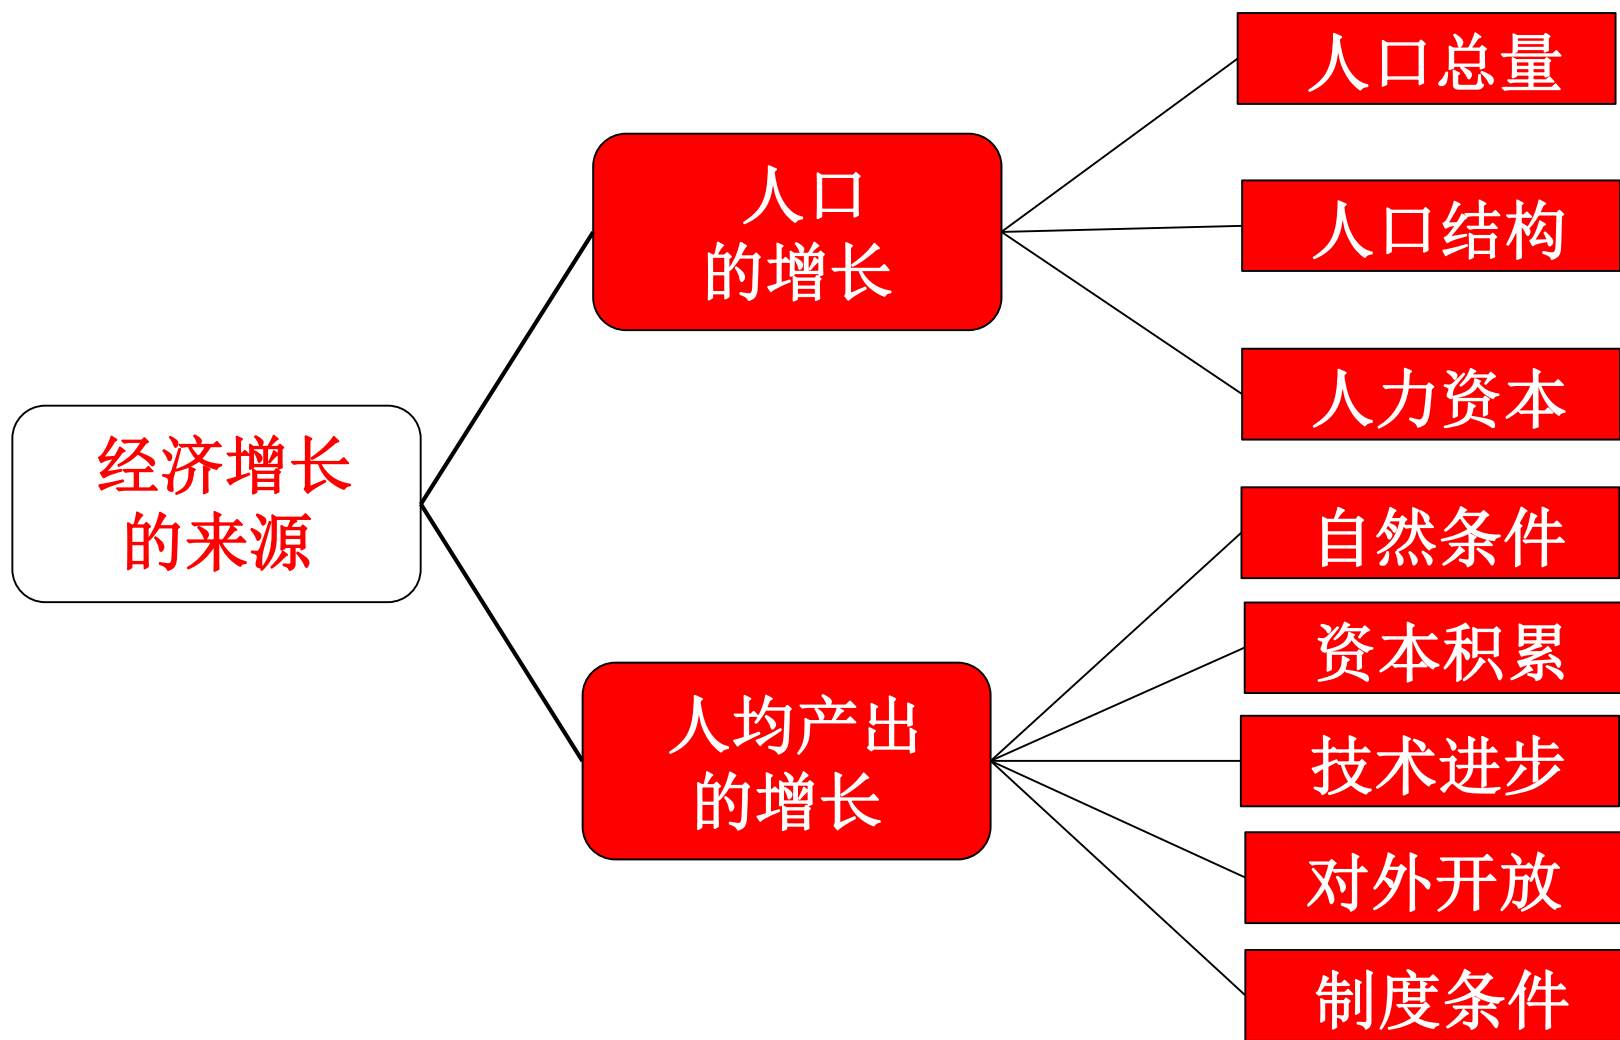 经济增长
的来源
人口
的增长
人均产出
的增长
人口总量
人口结构
人力资本
自然条件
资本积累
技术进步
对外开放
制度条件